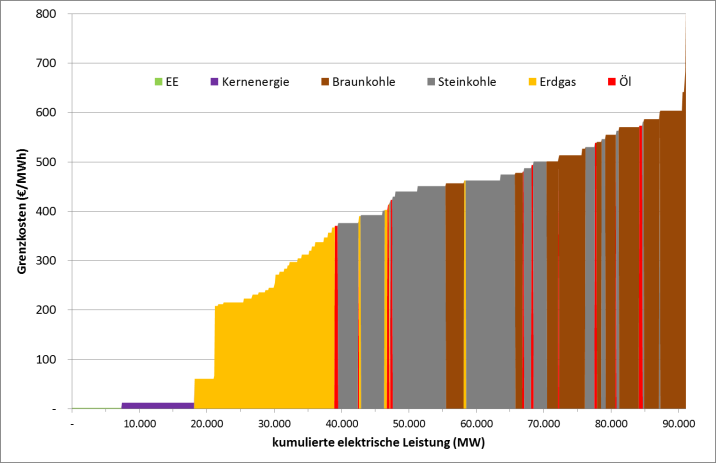 800
700
EE Kernenergie Braunkohle Steinkohle Erdgas Öl
600
500
400
300
200
100
-
Grenzkosten (€/MWh)
- 10.000 20.000 30.000 40.000 50.000 60.000 70.000 80.000 90.000
kumulierte elektrische Leistung (MW)